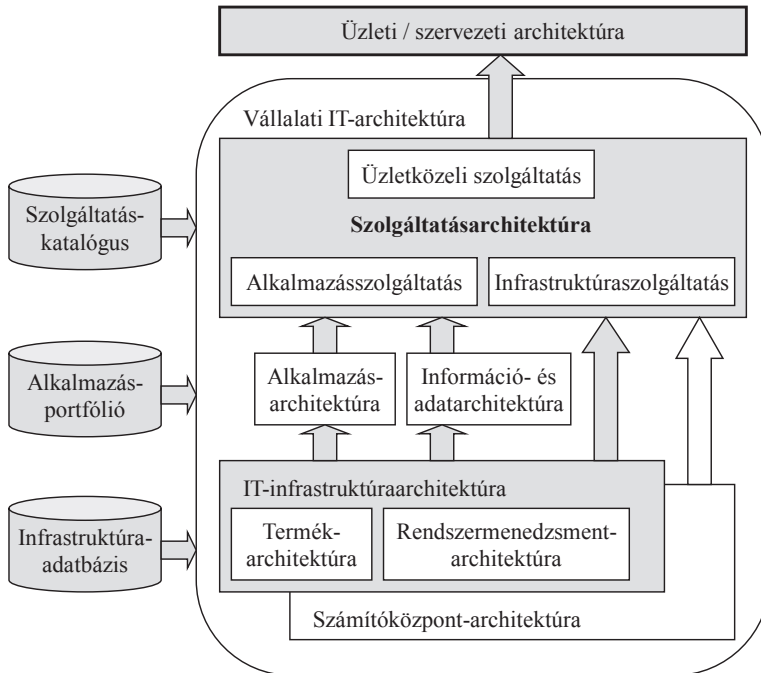 Üzleti / szervezeti architektúra
Vállalati IT-architektúra
Üzletközeli szolgáltatás
Szolgáltatás-
katalógus
Szolgáltatásarchitektúra
Alkalmazásszolgáltatás
Infrastruktúraszolgáltatás
Alkalmazás-
portfólió
Alkalmazás-
architektúra
Információ- és
adatarchitektúra
IT-infrastruktúraarchitektúra
Infrastruktúra-
adatbázis
Termék-
architektúra
Rendszermenedzsment-
architektúra
Számítóközpont-architektúra